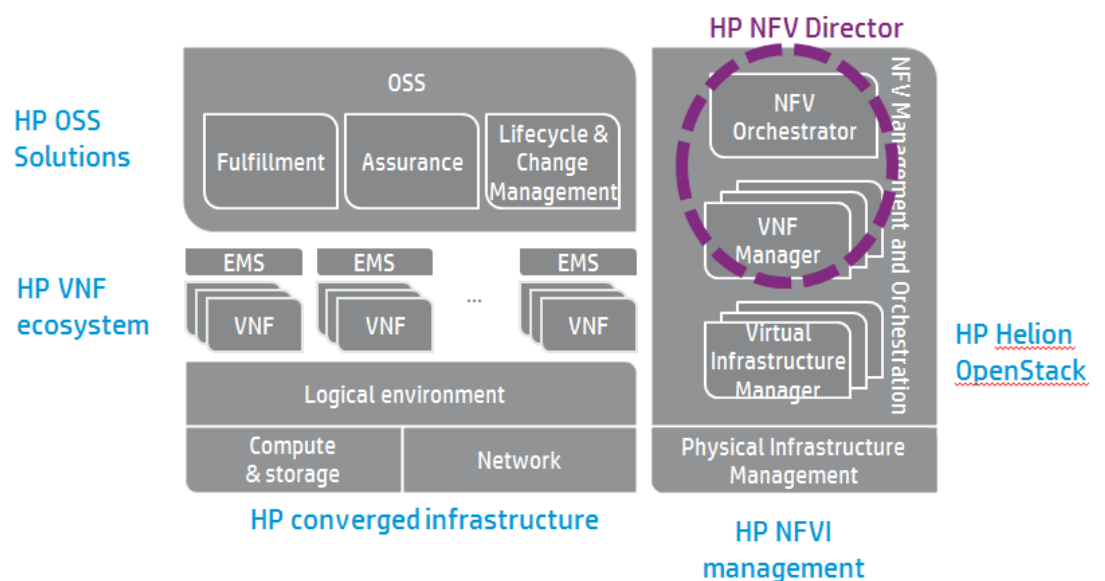 HP NFV Director
OSS
HP OSS
Solutions
Fulfillment
Assurance
Lifecycle &
Change
Management
NFV
Orchestrator
VNF
Manager
NFV Management and Orchestration
EMS
EMS
EMS
HP VNF
ecosystem
VNF
VNF
...
VNF
Virtual
Infrastructure
Manager
HP Helion
OpenStack
Logical environment
Compute
& storage
Network
Physical Infrastructure
Management
HP converged infrastructure
HP NFVI
management